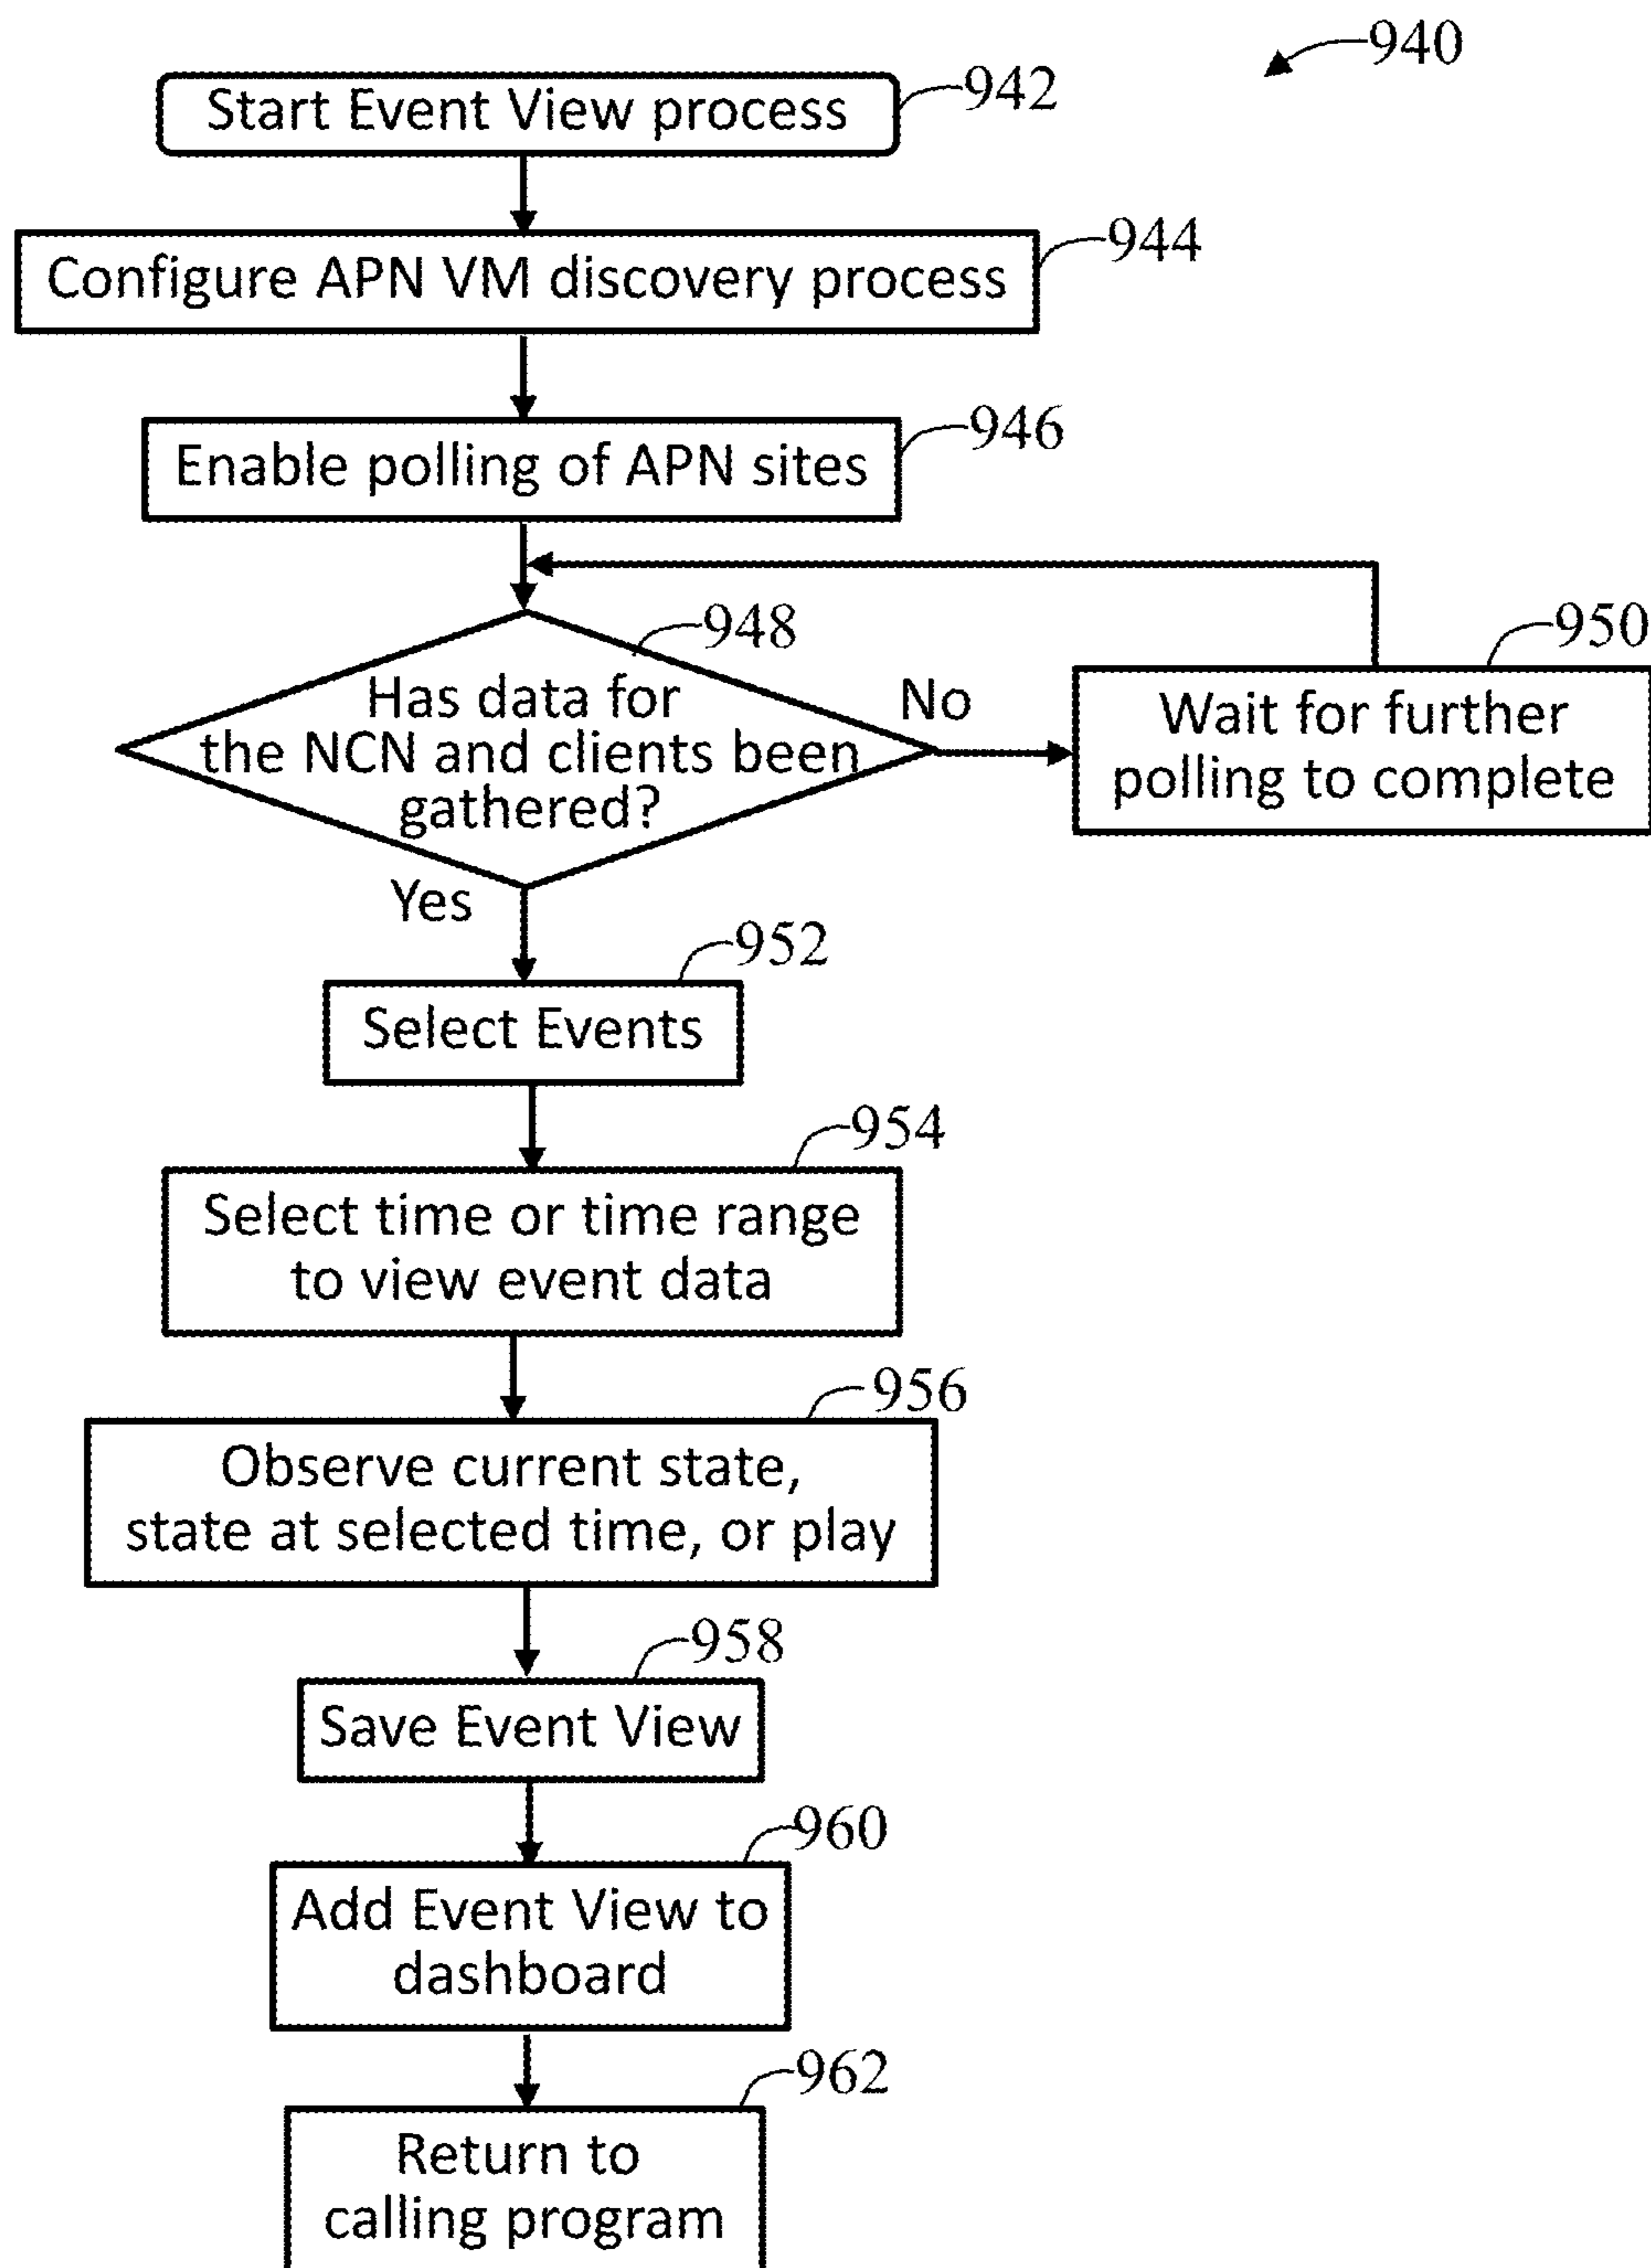 940
Start Event View process
942
Configure APN VM discovery process
944
Enable polling of APN sites
946
948
Has data for
the NCN and clients been
gathered?
No
Yes
950
Wait for further
polling to complete
952
Select Events
954
Select time or time range
to view event data
956
Observe current state,
state at selected time, or play
958
Save Event View
960
Add Event View to
dashboard
962
Return to
calling program